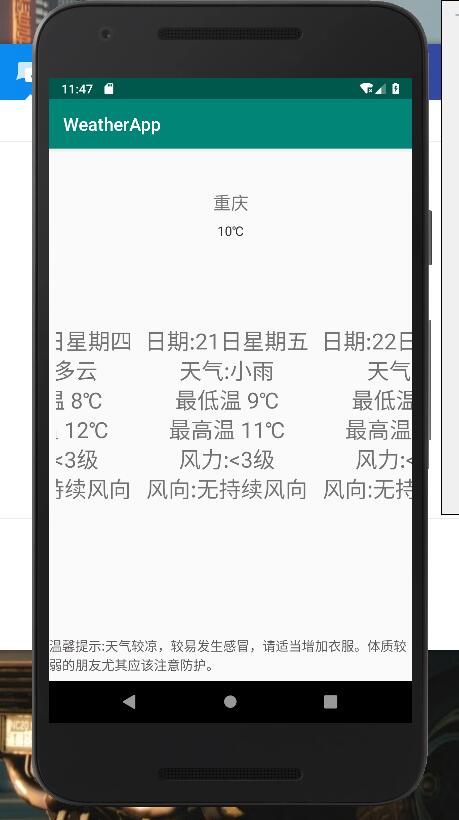 11:47
WeatherApp
重庆
10℃
日星期四
多云
温 8℃
12℃
<3级
持续风向
日期:21日星期五
天气:小雨
最低温 9℃
最高温 11℃
风力:<3级
风向:无持续风向
日期:22日
天气
最低温
最高温
风力:<
风向:无持
温馨提示:天气较凉，较易发生感冒，请适当增加衣服。体质较
弱的朋友尤其应该注意防护。